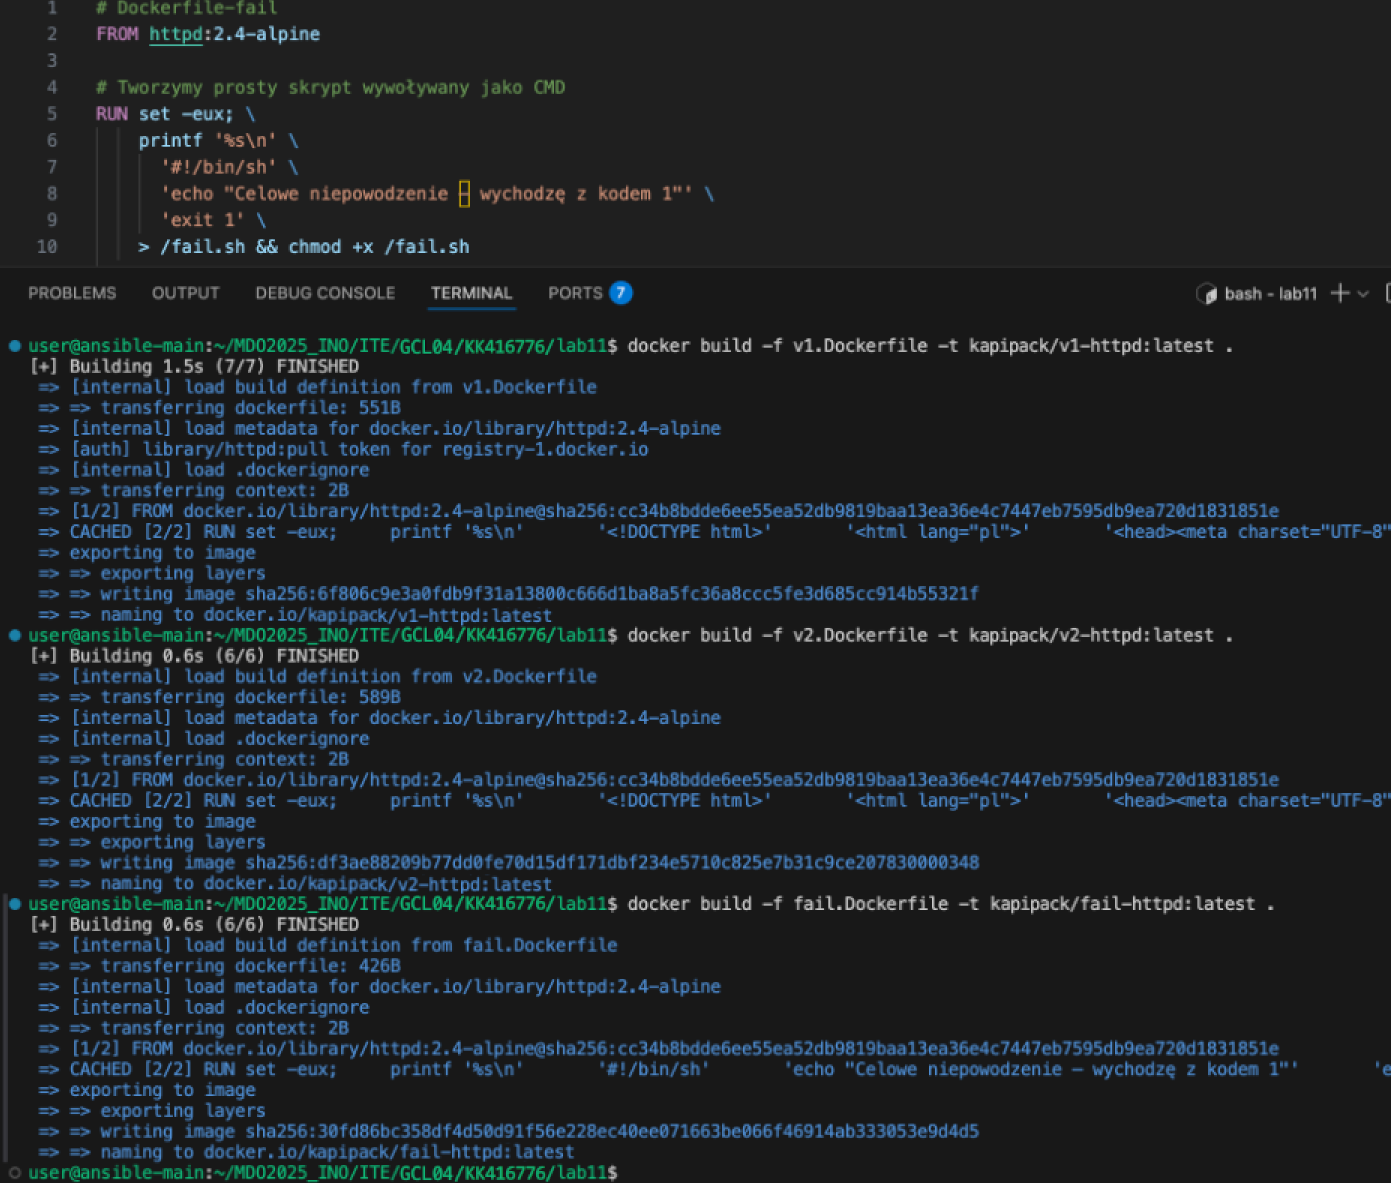 1 # Dockerfile-fail
2 FROM httpd:2.4-alpine
3
4 # Tworzymy prosty skrypt wywoływany jako CMD
5 RUN set -eux; \
6 printf '%s\n' \
7 '#!/bin/sh' \
8 'echo "Celowe niepowodzenie – wychodzę z kodem 1"' \
9 'exit 1' \
10 > /fail.sh && chmod +x /fail.sh
PROBLEMS OUTPUT DEBUG CONSOLE TERMINAL PORTS 7 bash - lab11
user@ansible-main:~/MDO2025_INO/ITE/GCL04/KK416776/lab11$ docker build -f v1.Dockerfile -t kapipack/v1-httpd:latest .
[+] Building 1.5s (7/7) FINISHED
=> [internal] load build definition from v1.Dockerfile
=> => transferring dockerfile: 551B
=> [internal] load metadata for docker.io/library/httpd:2.4-alpine
=> [auth] library/httpd:pull token for registry-1.docker.io
=> [internal] load .dockerignore
=> => transferring context: 2B
=> [1/2] FROM docker.io/library/httpd:2.4-alpine@sha256:cc34b8bdde6ee55ea52db9819baa13ea36e4c7447eb7595db9ea720d1831851e
=> CACHED [2/2] RUN set -eux; printf '%s\n' '<!DOCTYPE html>' '<html lang="pl">' '<head><meta charset="UTF-8"
=> exporting to image
=> => exporting layers
=> => writing image sha256:6f806c9e3a0fdb9f31a13800c666d1ba8a5fc36a8ccc5fe3d685cc914b55321f
=> => naming to docker.io/kapipack/v1-httpd:latest
user@ansible-main:~/MDO2025_INO/ITE/GCL04/KK416776/lab11$ docker build -f v2.Dockerfile -t kapipack/v2-httpd:latest .
[+] Building 0.6s (6/6) FINISHED
=> [internal] load build definition from v2.Dockerfile
=> => transferring dockerfile: 589B
=> [internal] load metadata for docker.io/library/httpd:2.4-alpine
=> [internal] load .dockerignore
=> => transferring context: 2B
=> [1/2] FROM docker.io/library/httpd:2.4-alpine@sha256:cc34b8bdde6ee55ea52db9819baa13ea36e4c7447eb7595db9ea720d1831851e
=> CACHED [2/2] RUN set -eux; printf '%s\n' '<!DOCTYPE html>' '<html lang="pl">' '<head><meta charset="UTF-8"
=> exporting to image
=> => exporting layers
=> => writing image sha256:df3ae88209b77dd0fe70d15df171dbf234e5710c825e7b31c9ce207830000348
=> => naming to docker.io/kapipack/v2-httpd:latest
user@ansible-main:~/MDO2025_INO/ITE/GCL04/KK416776/lab11$ docker build -f fail.Dockerfile -t kapipack/fail-httpd:latest .
[+] Building 0.6s (6/6) FINISHED
=> [internal] load build definition from fail.Dockerfile
=> => transferring dockerfile: 426B
=> [internal] load metadata for docker.io/library/httpd:2.4-alpine
=> [internal] load .dockerignore
=> => transferring context: 2B
=> [1/2] FROM docker.io/library/httpd:2.4-alpine@sha256:cc34b8bdde6ee55ea52db9819baa13ea36e4c7447eb7595db9ea720d1831851e
=> CACHED [2/2] RUN set -eux; printf '%s\n' '#!/bin/sh' 'echo "Celowe niepowodzenie – wychodzę z kodem 1"' 'e
=> exporting to image
=> => exporting layers
=> => writing image sha256:30fd86bc358df4d50d91f56e228ec40ee071663be066f46914ab333053e9d4d5
=> => naming to docker.io/kapipack/fail-httpd:latest
user@ansible-main:~/MDO2025_INO/ITE/GCL04/KK416776/lab11$